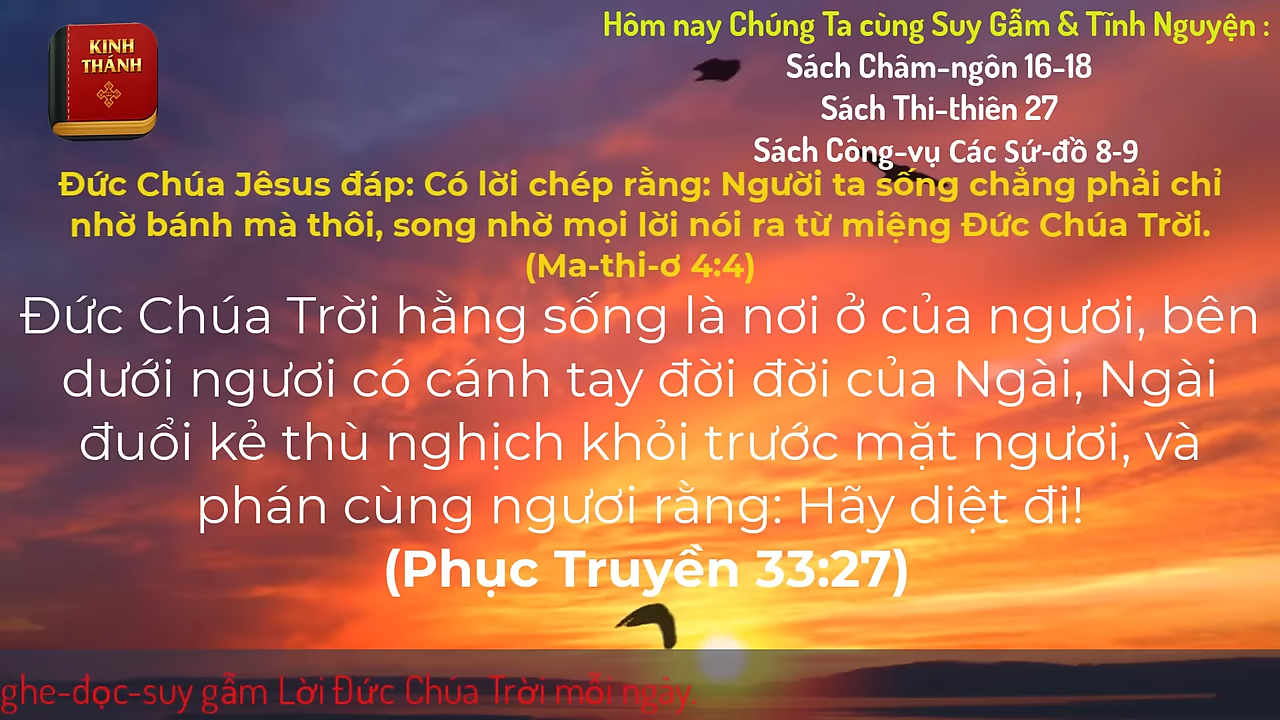 KINH
THÁNH
Hôm nay Chúng Ta cùng Suy Gẫm & Tĩnh Nguyện :
Sách Châm-ngôn 16-18
Sách Thi-thiên 27
Sách Công-vụ Các Sứ-đồ 8-9
Đức Chúa Jêsus đáp: Có lời chép rằng: Người ta sống chẳng phải chỉ
nhờ bánh mà thôi, song nhờ mọi lời nói ra từ miệng Đức Chúa Trời.
(Ma-thi-ơ 4:4)
Đức Chúa Trời hằng sống là nơi ở của ngươi, bên
dưới ngươi có cánh tay đời đời của Ngài, Ngài
đuổi kẻ thù nghịch khỏi trước mặt ngươi, và
phán cùng ngươi rằng: Hãy diệt đi!
(Phục Truyền 33:27)
ghe-đọc-suy gẫm Lời Đức Chúa Trời mỗi ngày.